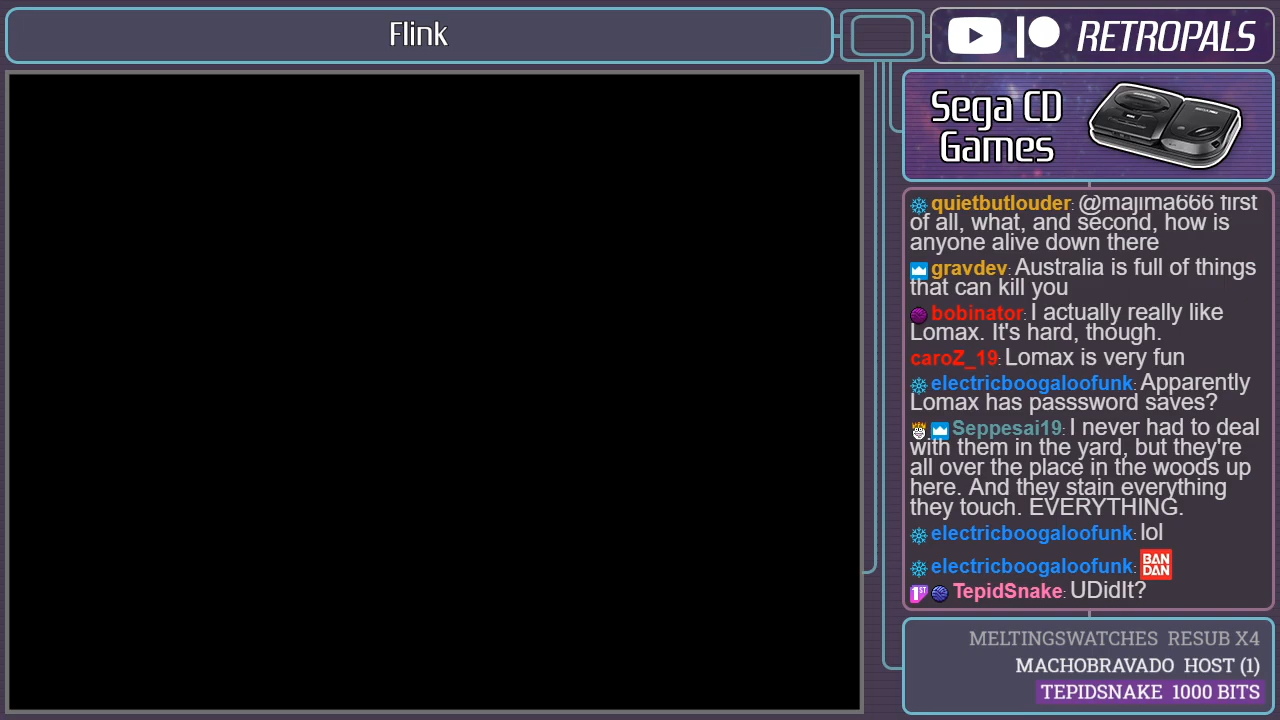 Flink
RETROPALS
Sega CD
Games
quietbutlouder: @majima666 first
of all, what, and second, how is
anyone alive down there
gravdev: Australia is full of things
that can kill you
bobinator: I actually really like
Lomax. It's hard, though.
caroZ_19: Lomax is very fun
electricboogaloofunk: Apparently
Lomax has passsword saves?
Seppesai19: I never had to deal
with them in the yard, but they're
all over the place in the woods up
here. And they stain everything
they touch. EVERYTHING.
electricboogaloofunk: lol
electricboogaloofunk: BAN
DAN
1ST TepidSnake: UDidIt?
MELTINGSWATCHES RESUB X4
MACHOBRAVADO HOST (1)
TEPIDSNAKE 1000 BITS